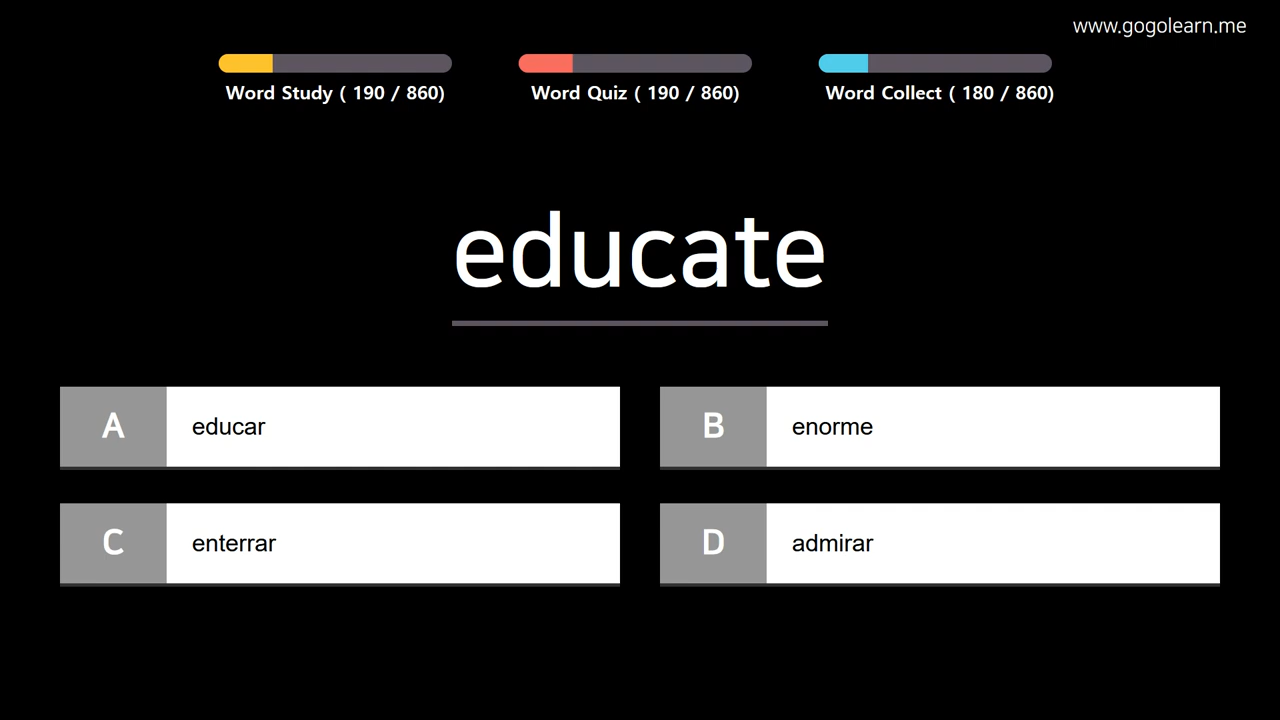 www.gogolearn.me
Word Study ( 190 / 860)
Word Quiz ( 190 / 860)
Word Collect ( 180 / 860)
educate
A
educar
B
enorme
C
enterrar
D
admirar